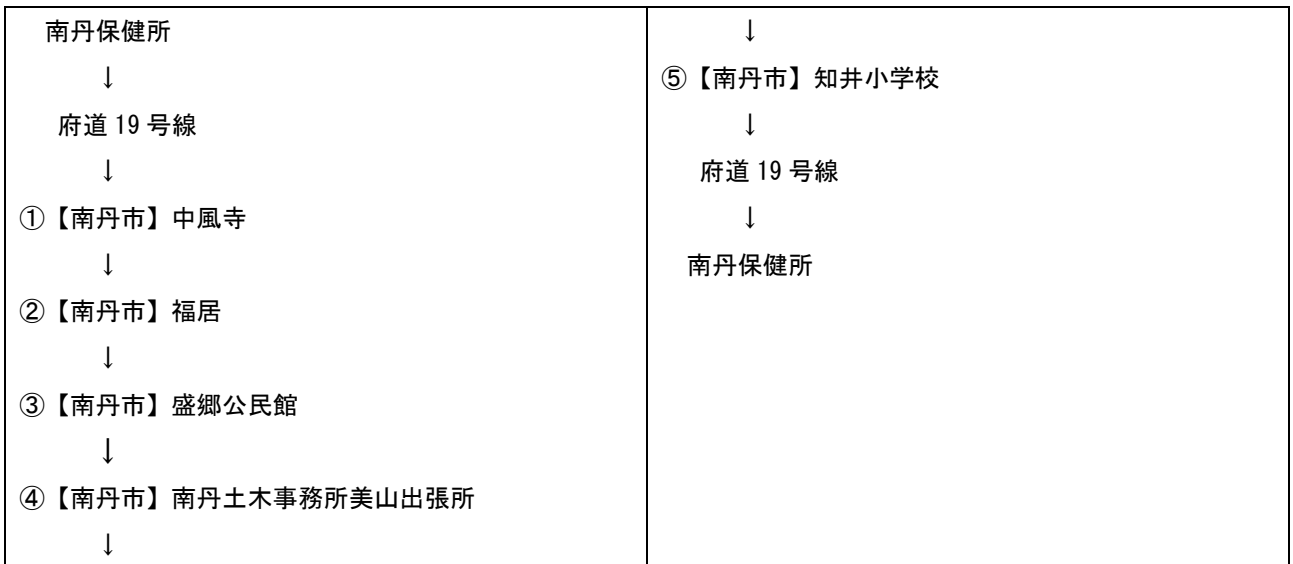 南丹保健所
↓
府道 19 号線
↓
①【南丹市】中風寺
↓
②【南丹市】福居
↓
③【南丹市】盛郷公民館
↓
④【南丹市】南丹土木事務所美山出張所
↓
↓
⑤【南丹市】知井小学校
↓
府道 19 号線
↓
南丹保健所